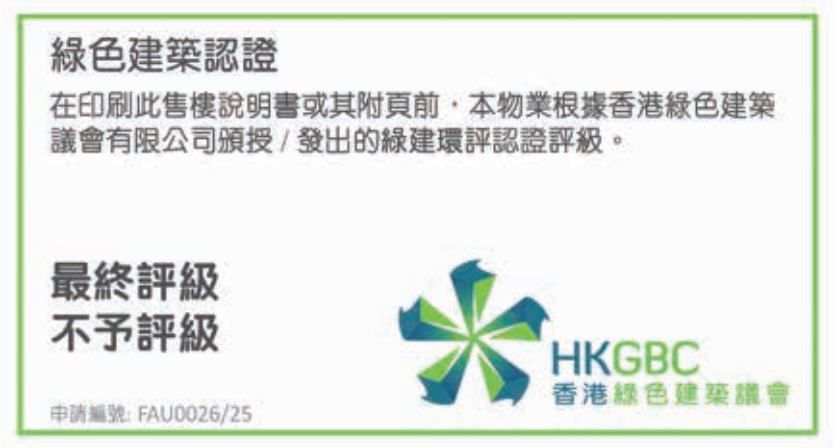 綠色建築認證
在印刷此售樓說明書或其附頁前，本物業根據香港綠色建築
議會有限公司頒授 / 發出的綠建環評認證評級。
最終評級
不予評級
HKGBC
香港綠色建築議會
申請編號: FAU0026/25